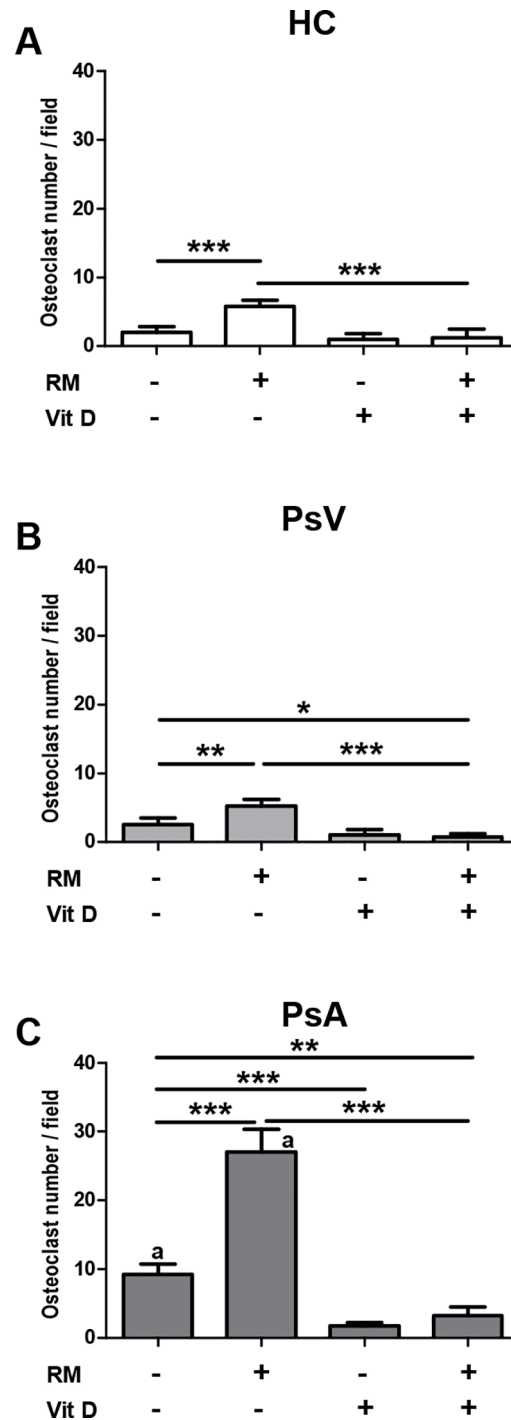 A
HC
Osteoclast number / field
40
30
20
10
0
***
***
RM - + - +
Vit D - - + +
B
PsV
Osteoclast number / field
40
30
20
10
0
*
**
***
RM - + - +
Vit D - - + +
C
PsA
Osteoclast number / field
40
30
20
10
0
**
***
***
***
a
a
RM - + - +
Vit D - - + +